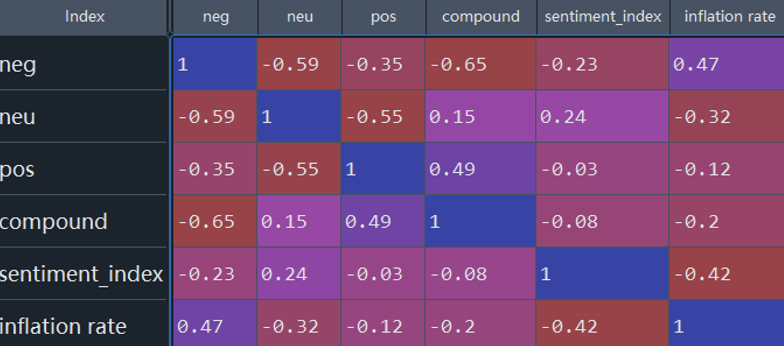 Index neg neu pos compound sentiment_index inflation rate
neg 1 -0.59 -0.35 -0.65 -0.23 0.47
neu -0.59 1 -0.55 0.15 0.24 -0.32
pos -0.35 -0.55 1 0.49 -0.03 -0.12
compound -0.65 0.15 0.49 1 -0.08 -0.2
sentiment_index -0.23 0.24 -0.03 -0.08 1 -0.42
inflation rate 0.47 -0.32 -0.12 -0.2 -0.42 1